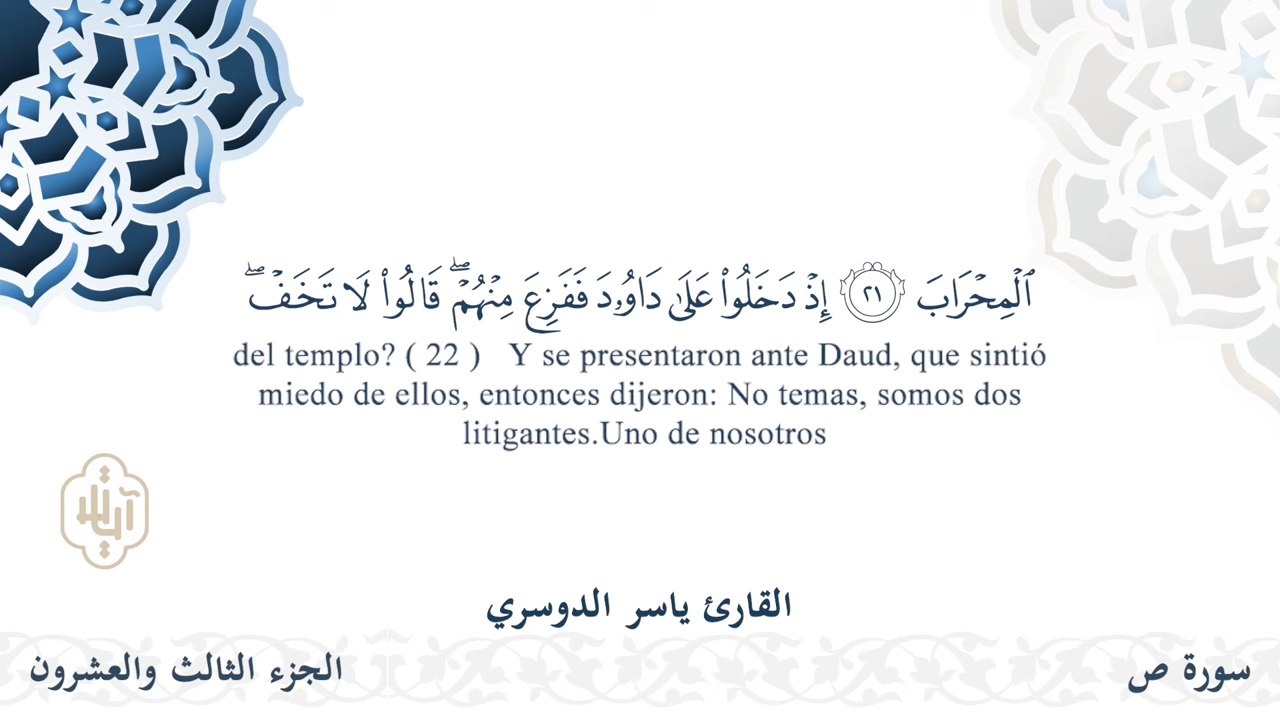 ٱلْمِحْرَابَ ٢١ إِذْ دَخَلُوا۟ عَلَىٰ دَاوُۥدَ فَفَزِعَ مِنْهُمْ ۖ قَالُوا۟ لَا تَخَفْ ۖ
del templo? ( 22 ) Y se presentaron ante Daud, que sintió
miedo de ellos, entonces dijeron: No temas, somos dos
litigantes.Uno de nosotros
القارئ ياسر الدوسري
سورة ص
الجزء الثالث والعشرون